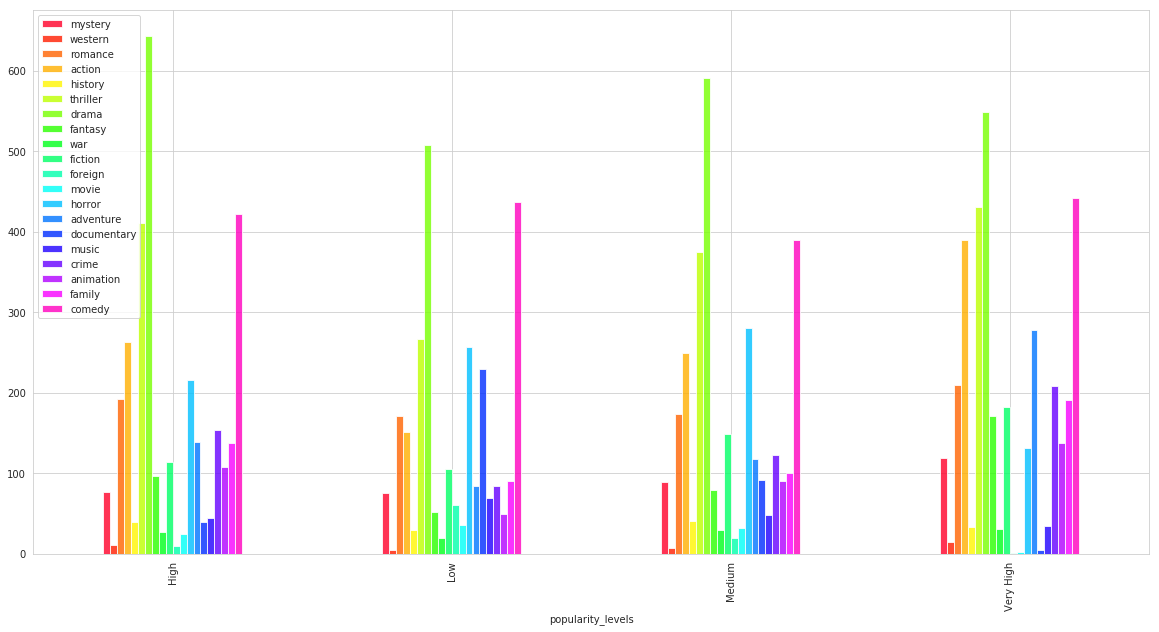 mystery
western
romance
action
history
thriller
drama
fantasy
war
fiction
foreign
movie
horror
adventure
documentary
music
crime
animation
family
comedy
600
500
400
300
200
100
0
High
Low
Medium
Very High
popularity_levels